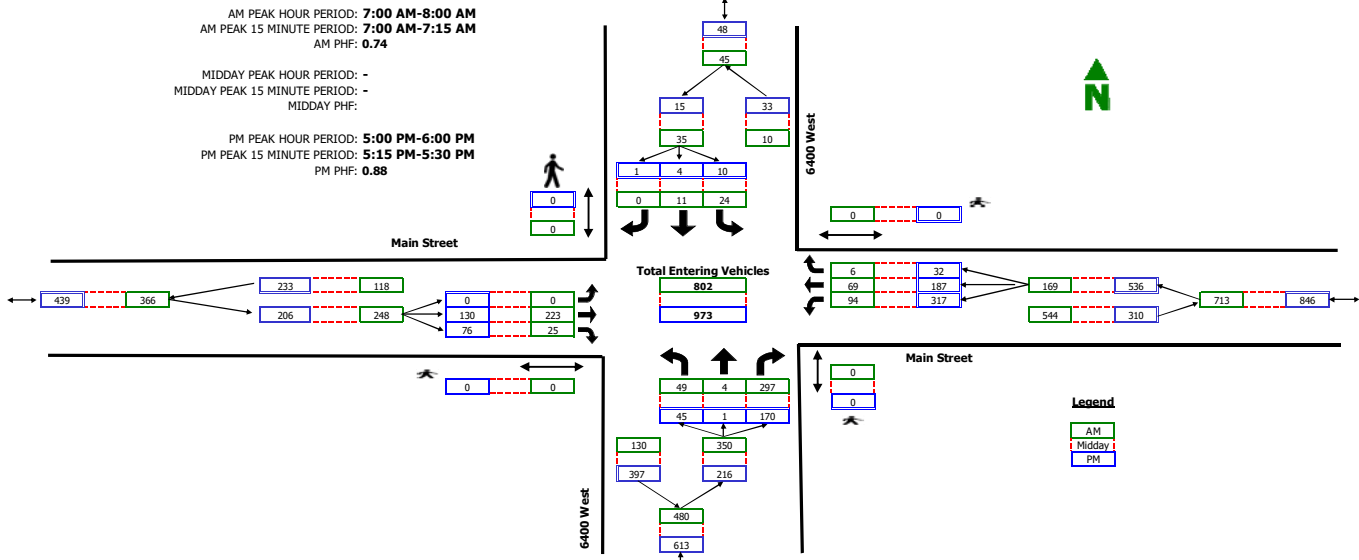 AM PEAK HOUR PERIOD: 7:00 AM-8:00 AM
AM PEAK 15 MINUTE PERIOD: 7:00 AM-7:15 AM
AM PHF: 0.74
MIDDAY PEAK HOUR PERIOD: -
MIDDAY PEAK 15 MINUTE PERIOD: -
MIDDAY PHF:
PM PEAK HOUR PERIOD: 5:00 PM-6:00 PM
PM PEAK 15 MINUTE PERIOD: 5:15 PM-5:30 PM
PM PHF: 0.88
48
45
15 33
35 10
1 4 10
0 11 24
6400 West
N
0
0
0 0
Main Street
Total Entering Vehicles
802
973
439 366
233 118
206 248
0 0
130 223
76 25
6 32
69 187
94 317
169 536
544 310
713 846
Main Street
0 0
0
0
49 4 297
45 1 170
130 350
397 216
480
613
6400 West
Legend
AM
Midday
PM